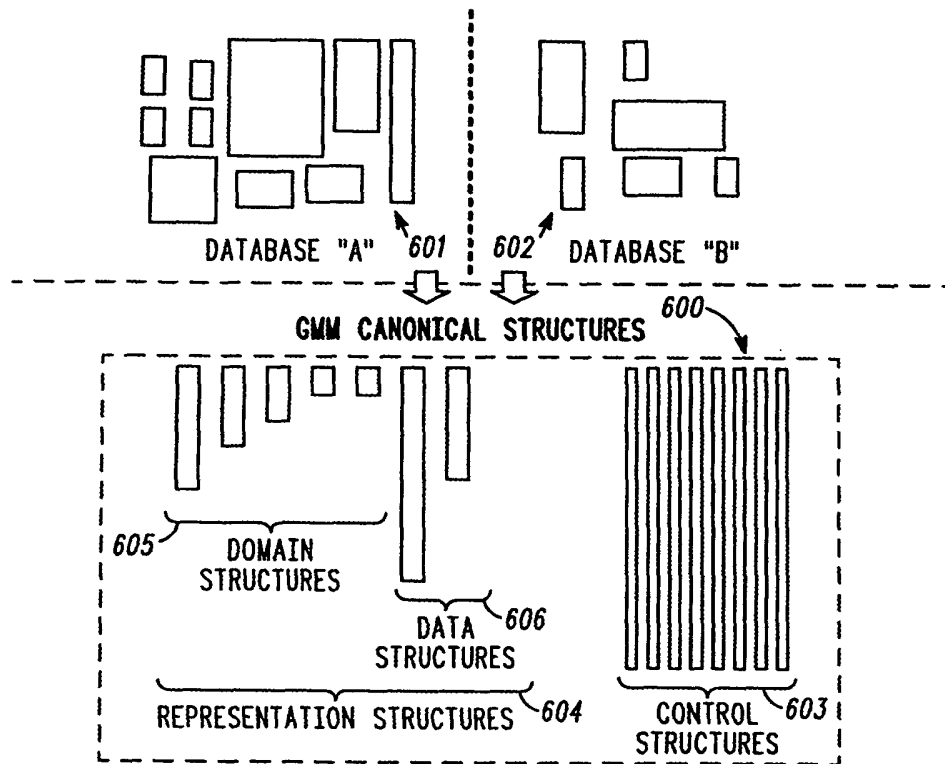 DATABASE "A"
601
602
DATABASE "B"
GMM CANONICAL STRUCTURES
600
605
DOMAIN
STRUCTURES
606
DATA
STRUCTURES
REPRESENTATION STRUCTURES
604
CONTROL
STRUCTURES
603